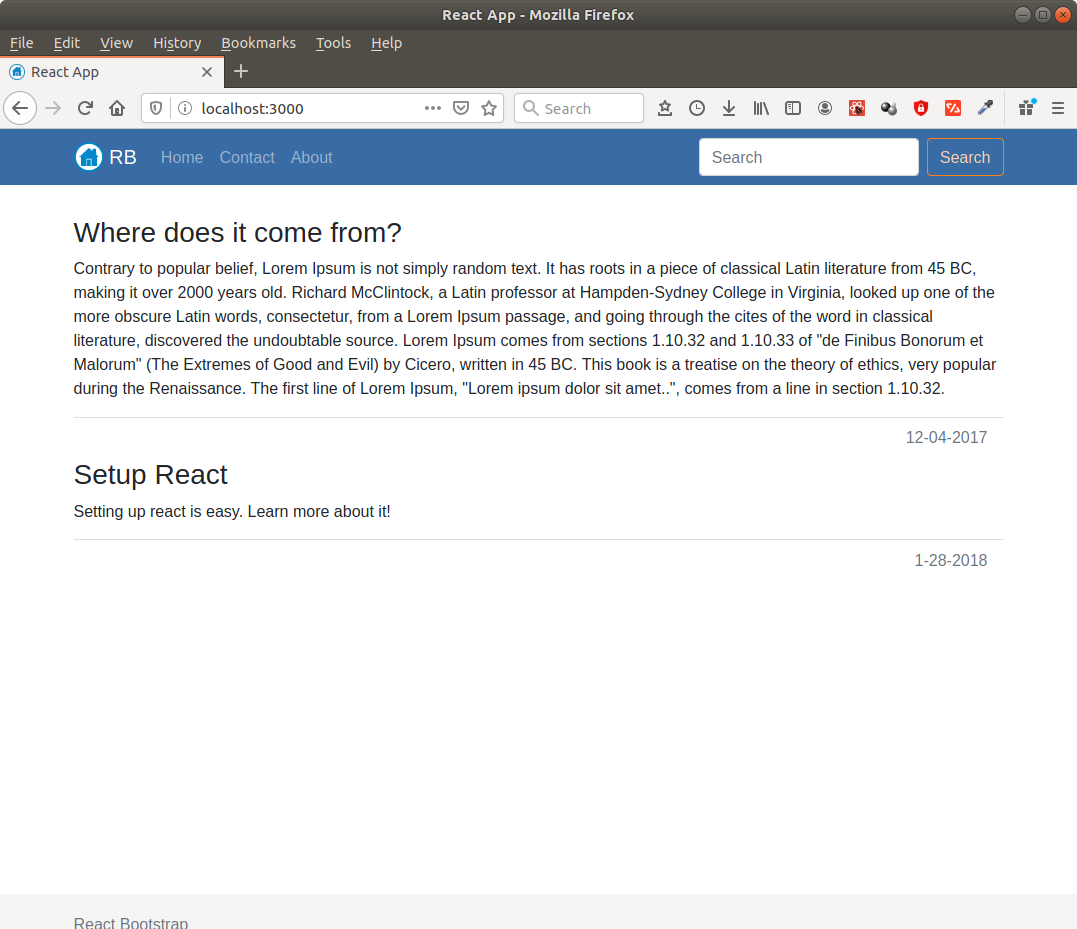 React App - Mozilla Firefox
File Edit View History Bookmarks Tools Help
React App
localhost:3000 Search
RB Home Contact About Search Search
Where does it come from?
Contrary to popular belief, Lorem Ipsum is not simply random text. It has roots in a piece of classical Latin literature from 45 BC,
making it over 2000 years old. Richard McClintock, a Latin professor at Hampden-Sydney College in Virginia, looked up one of the
more obscure Latin words, consectetur, from a Lorem Ipsum passage, and going through the cites of the word in classical
literature, discovered the undoubtable source. Lorem Ipsum comes from sections 1.10.32 and 1.10.33 of "de Finibus Bonorum et
Malorum" (The Extremes of Good and Evil) by Cicero, written in 45 BC. This book is a treatise on the theory of ethics, very popular
during the Renaissance. The first line of Lorem Ipsum, "Lorem ipsum dolor sit amet..", comes from a line in section 1.10.32.
12-04-2017
Setup React
Setting up react is easy. Learn more about it!
1-28-2018
React Bootstrap